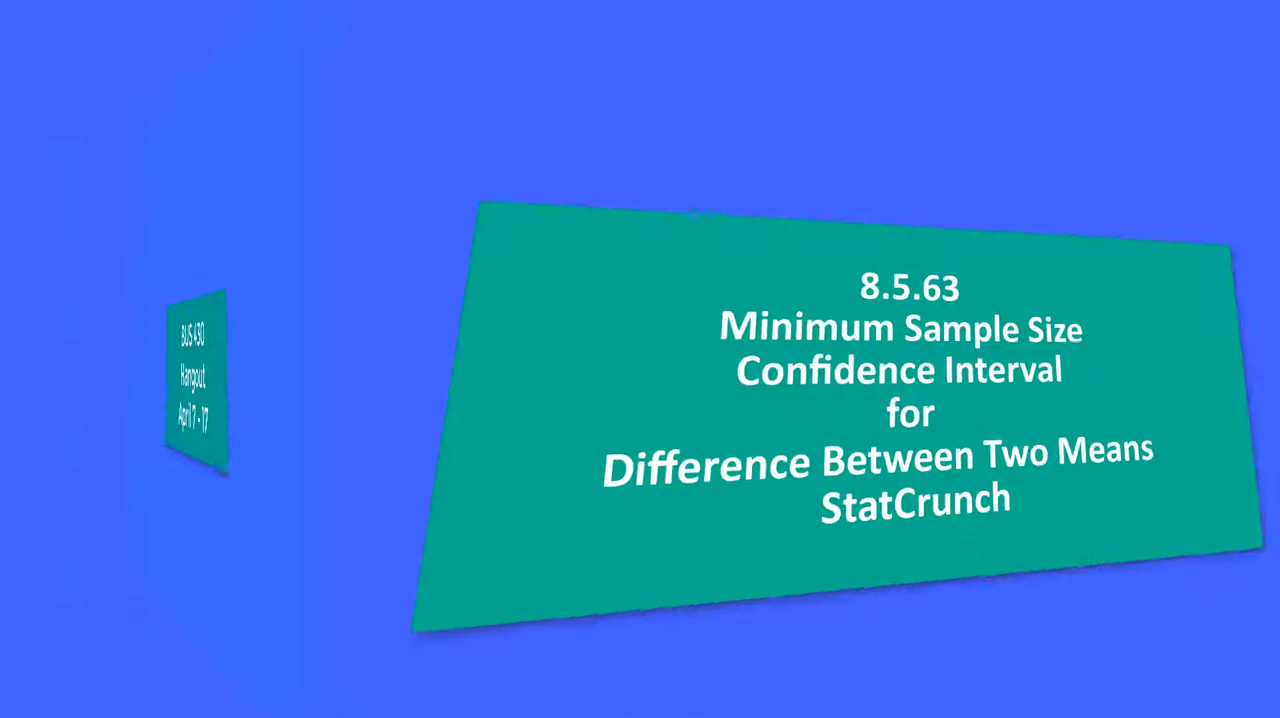 BUS 430
Hangout
April 7 - 17
8.5.63
Minimum Sample Size
Confidence Interval
for
Difference Between Two Means
StatCrunch